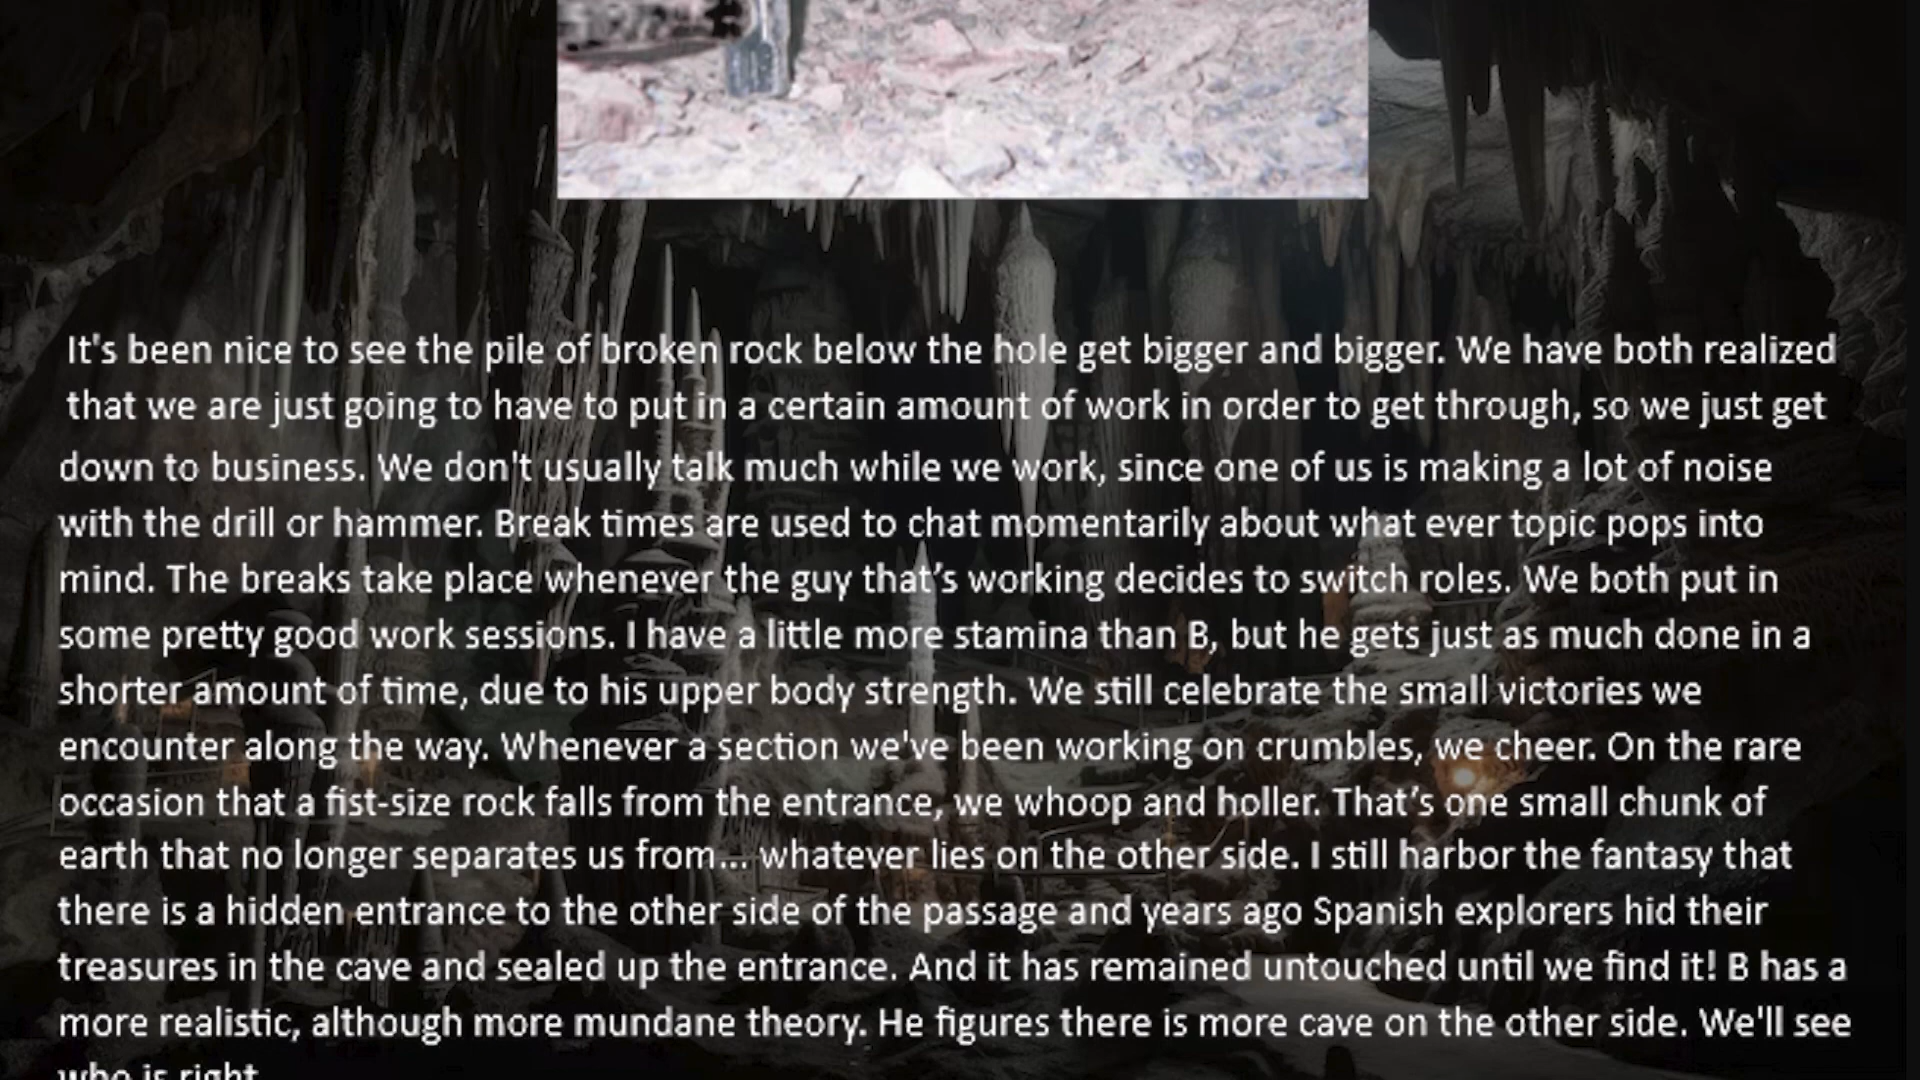 It's been nice to see the pile of broken rock below the hole get bigger and bigger. We have both realized
that we are just going to have to put in a certain amount of work in order to get through, so we just get
down to business. We don't usually talk much while we work, since one of us is making a lot of noise
with the drill or hammer. Break times are used to chat momentarily about what ever topic pops into
mind. The breaks take place whenever the guy that’s working decides to switch roles. We both put in
some pretty good work sessions. I have a little more stamina than B, but he gets just as much done in a
shorter amount of time, due to his upper body strength. We still celebrate the small victories we
encounter along the way. Whenever a section we've been working on crumbles, we cheer. On the rare
occasion that a fist-size rock falls from the entrance, we whoop and holler. That’s one small chunk of
earth that no longer separates us from... whatever lies on the other side. I still harbor the fantasy that
there is a hidden entrance to the other side of the passage and years ago Spanish explorers hid their
treasures in the cave and sealed up the entrance. And it has remained untouched until we find it! B has a
more realistic, although more mundane theory. He figures there is more cave on the other side. We'll see
who is right.